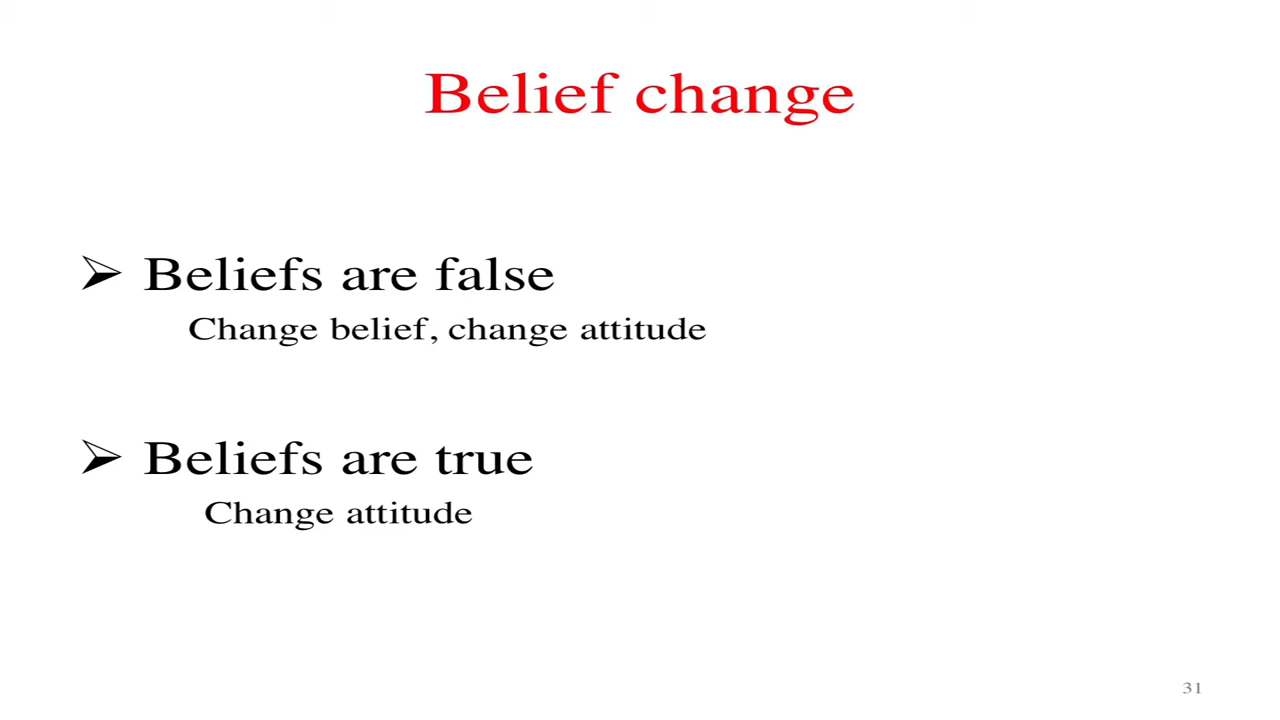 Belief change
➢ Beliefs are false
Change belief, change attitude
➢ Beliefs are true
Change attitude
31